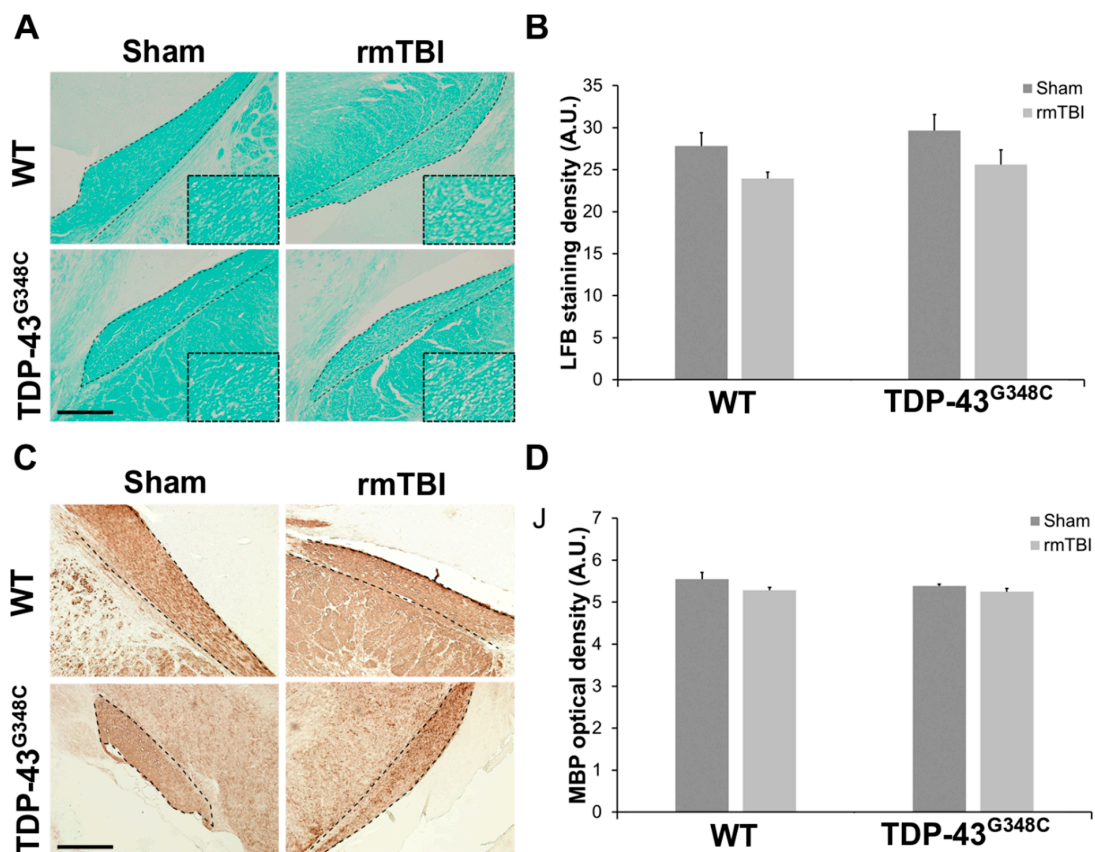 A
Sham rmTBI
WT
TDP-43G348C
B
LFB staining density (A.U.)
35
30
25
20
15
10
5
0
Sham
rmTBI
WT TDP-43G348C
C
Sham rmTBI
WT
TDP-43G348C
D
J
MBP optical density (A.U.)
7
6
5
4
3
2
1
0
Sham
rmTBI
WT TDP-43G348C